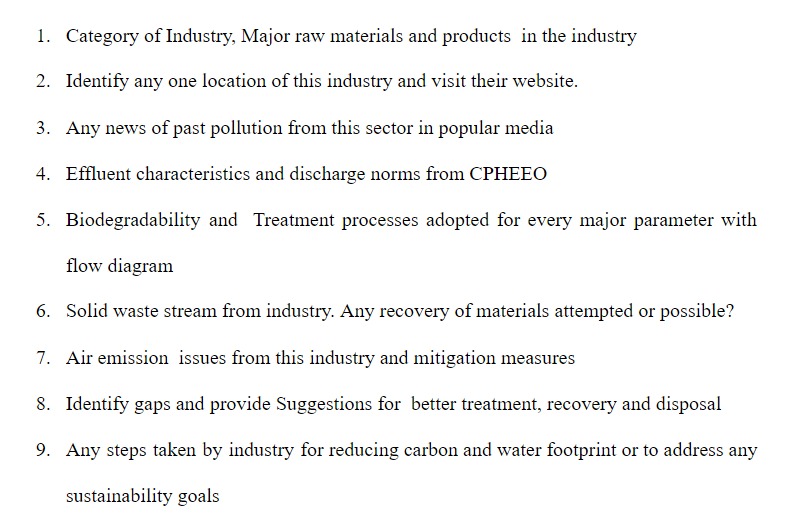 1. Category of Industry, Major raw materials and products in the industry
2. Identify any one location of this industry and visit their website.
3. Any news of past pollution from this sector in popular media
4. Effluent characteristics and discharge norms from CPHEEO
5. Biodegradability and Treatment processes adopted for every major parameter with
flow diagram
6. Solid waste stream from industry. Any recovery of materials attempted or possible?
7. Air emission issues from this industry and mitigation measures
8. Identify gaps and provide Suggestions for better treatment, recovery and disposal
9. Any steps taken by industry for reducing carbon and water footprint or to address any
sustainability goals